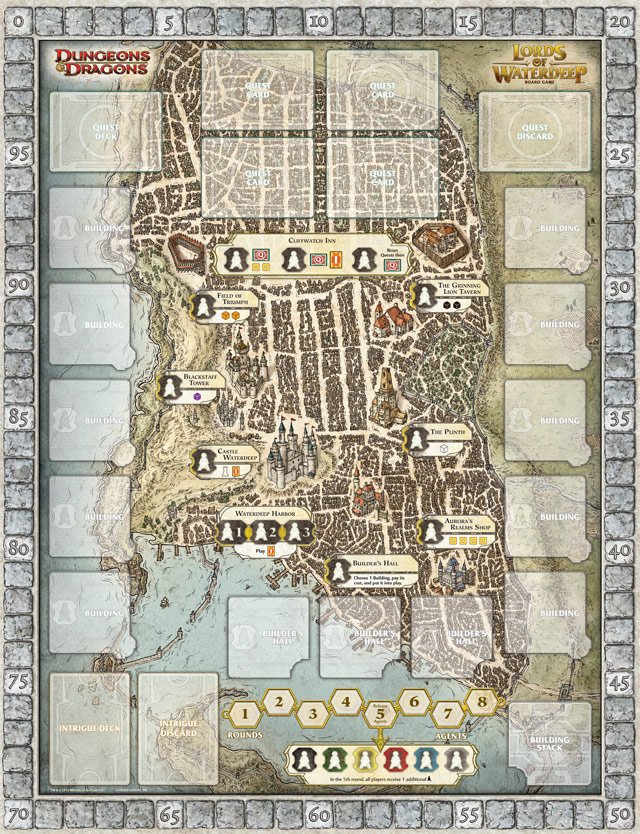 0 5 10 15 20
DUNGEONS & DRAGONS
LORDS OF WATERDEEP
BOARD GAME
QUEST CARD
QUEST CARD
QUEST DECK
QUEST DISCARD
95
25
QUEST CARD
QUEST CARD
BUILDING
BUILDING
CLIFFWATCH INN
Q
Q
Reset Quests then
Q
90
30
FIELD OF TRIUMPH
THE GRINNING LION TAVERN
BUILDING
BUILDING
BLACKSTAFF TOWER
85
35
BUILDING
BUILDING
THE PLINTH
CASTLE WATERDEEP
WATERDEEP HARBOR
1 2 3
Play
AURORA'S REALMS SHOP
BUILDING
BUILDING
80
40
BUILDER'S HALL
Choose 1 Building, pay its
cost, and put it into play.
BUILDING
BUILDING
BUILDER'S HALL
BUILDER'S HALL
BUILDER'S HALL
75
45
INTRIGUE DECK
INTRIGUE DISCARD
1 2 3 4
Release
5
Agents
6 7 8
ROUNDS
AGENTS
BUILDING STACK
In the 5th round, all players receive 1 additional
70 65 60 55 50